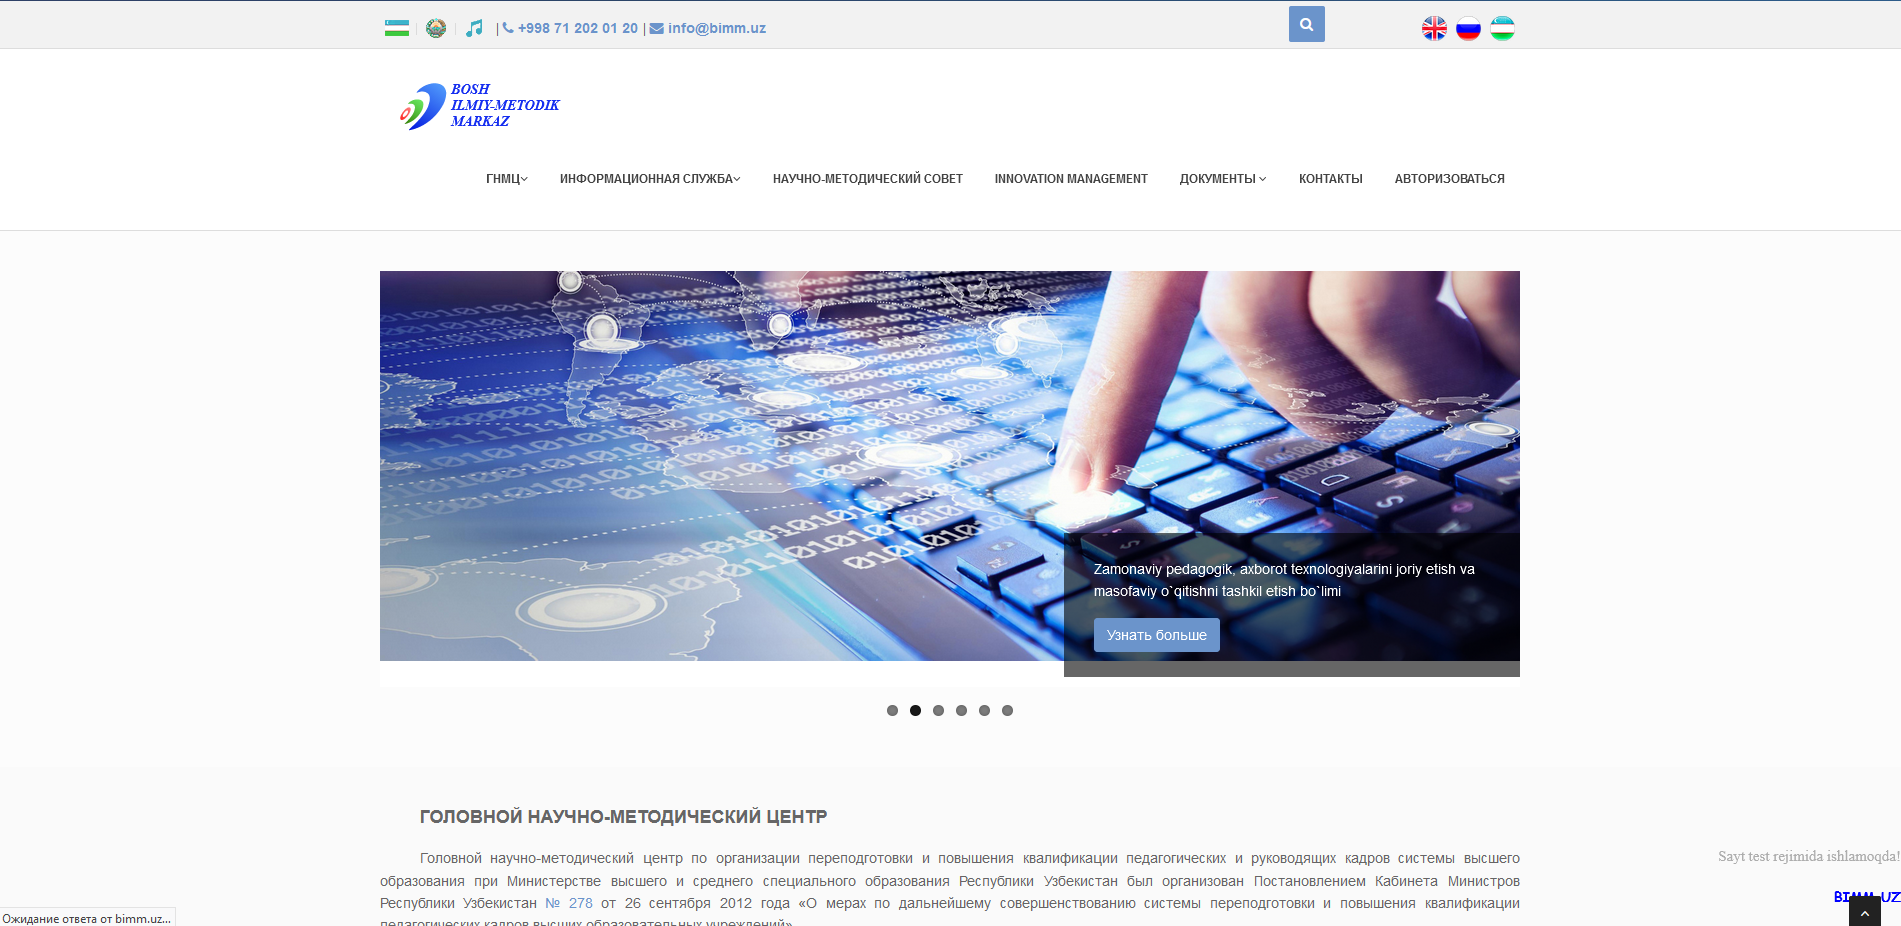 +998 71 202 01 20 | info@bimm.uz
BOSH
ILMIY-METODIK
MARKAZ
ГНМЦ ИНФОРМАЦИОННАЯ СЛУЖБА НАУЧНО-МЕТОДИЧЕСКИЙ СОВЕТ INNOVATION MANAGEMENT ДОКУМЕНТЫ КОНТАКТЫ АВТОРИЗОВАТЬСЯ
Zamonaviy pedagogik, axborot texnologiyalarini joriy etish va
masofaviy o`qitishni tashkil etish bo`limi
Узнать больше
ГОЛОВНОЙ НАУЧНО-МЕТОДИЧЕСКИЙ ЦЕНТР
Головной научно-методический центр по организации переподготовки и повышения квалификации педагогических и руководящих кадров системы высшего
образования при Министерстве высшего и среднего специального образования Республики Узбекистан был организован Постановлением Кабинета Министров
Республики Узбекистан № 278 от 26 сентября 2012 года «О мерах по дальнейшему совершенствованию системы переподготовки и повышения квалификации
педагогических кадров высших образовательных учреждений»
Sayt test rejimida ishlamoqda!
BIMM.UZ
Ожидание ответа от bimm.uz...